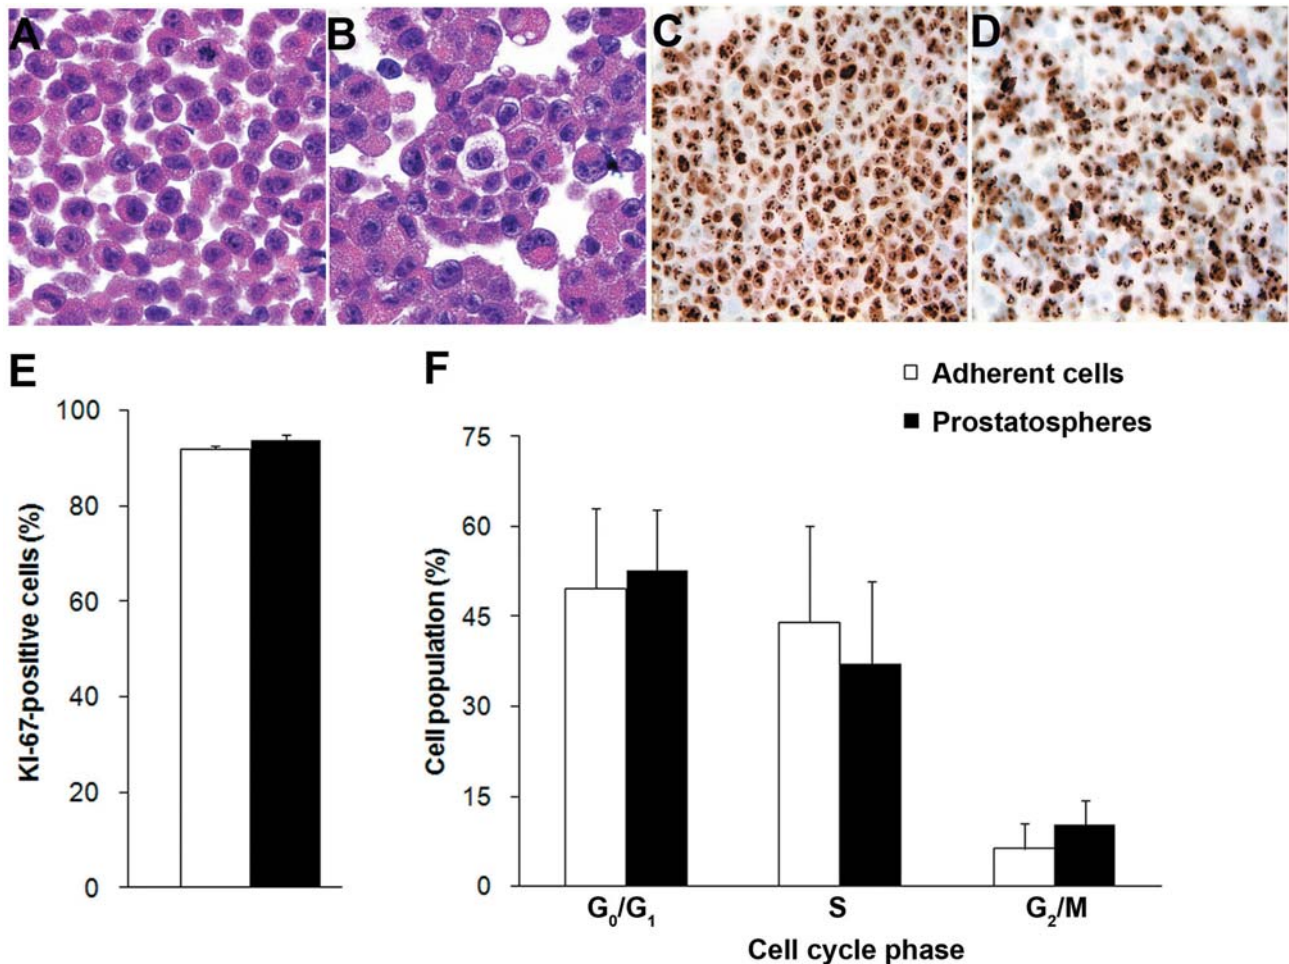 A
B
C
D
E
F
Adherent cells
Prostatospheres
100
80
60
40
20
0
KI-67-positive cells (%)
75
60
45
30
15
0
Cell population (%)
G₀/G₁
S
G₂/M
Cell cycle phase